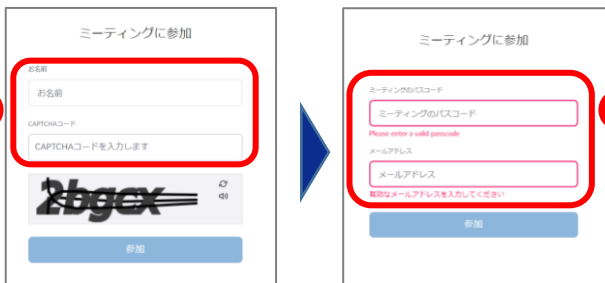 ミーティングに参加
お名前
お名前
CAPTCHAコード
CAPTCHAコードを入力します
2bgcx
参加
ミーティングに参加
ミーティングのパスコード
ミーティングのパスコード
Please enter a valid passcode
メールアドレス
メールアドレス
有効なメールアドレスを入力してください
参加